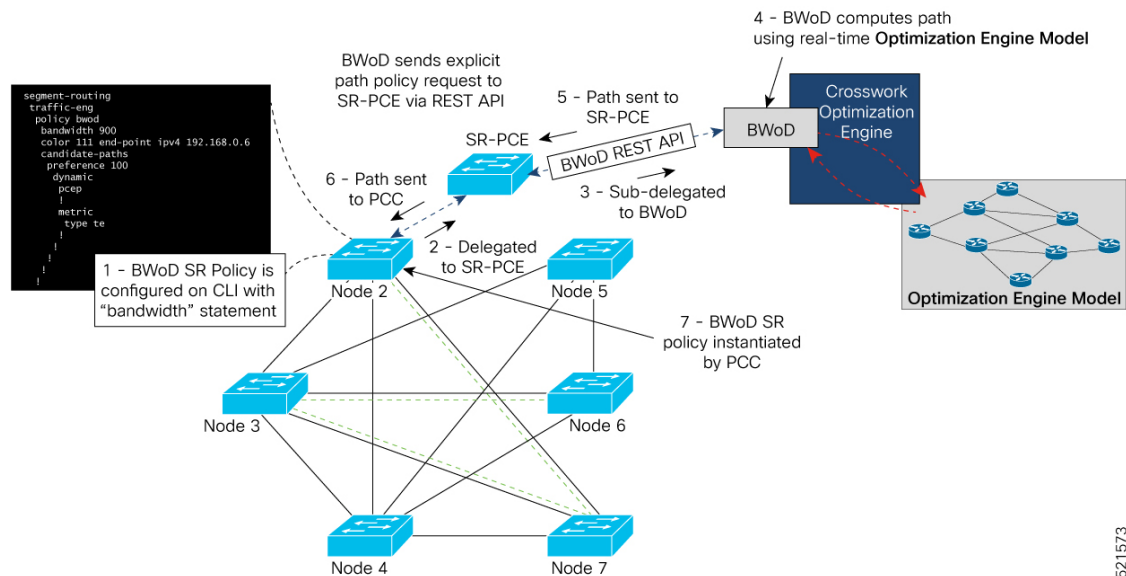 segment-routing
traffic-eng
policy bwod
bandwidth 900
color 111 end-point ipv4 192.168.0.6
candidate-paths
preference 100
dynamic
pcep
!
metric
type te
!
!
!
!
!
1 - BWoD SR Policy is
configured on CLI with
“bandwidth” statement
BWoD sends explicit
path policy request to
SR-PCE via REST API
4 - BWoD computes path
using real-time Optimization Engine Model
5 - Path sent to
SR-PCE
SR-PCE
BWoD REST API
BWoD
Crosswork
Optimization
Engine
3 - Sub-delegated
to BWoD
6 - Path sent
to PCC
2 - Delegated
to SR-PCE
Optimization Engine Model
Node 2
Node 5
7 - BWoD SR
policy instantiated
by PCC
Node 3
Node 6
Node 4
Node 7
521573